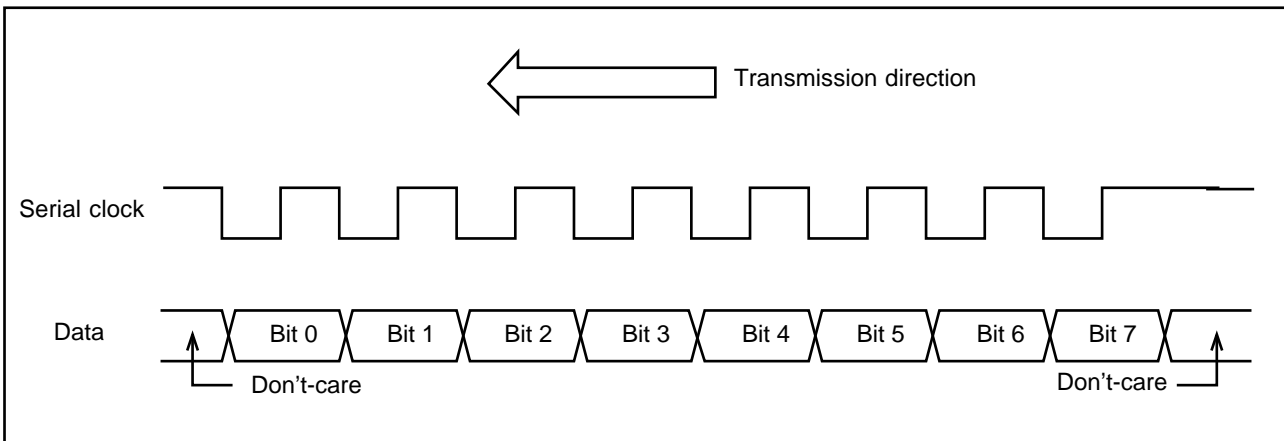 Transmission direction
Serial clock
Data
Bit 0 Bit 1 Bit 2 Bit 3 Bit 4 Bit 5 Bit 6 Bit 7
Don't-care Don't-care